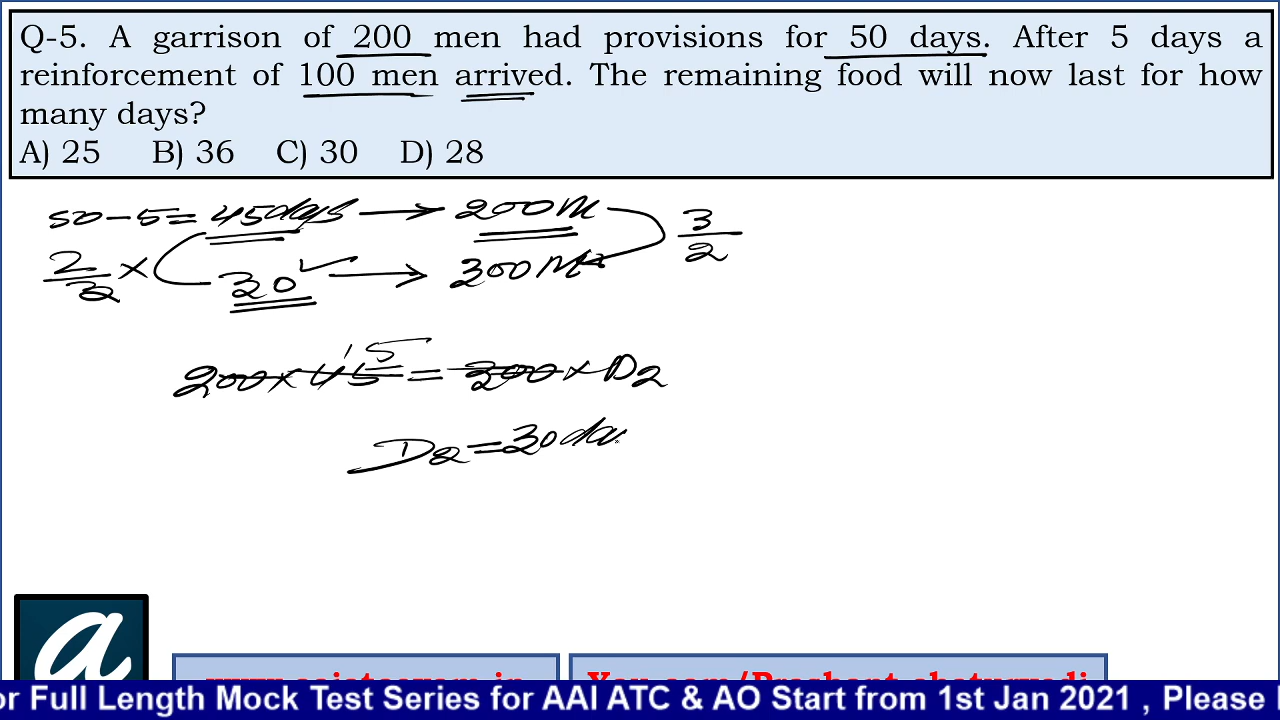 Q-5. A garrison of 200 men had provisions for 50 days. After 5 days a
reinforcement of 100 men arrived. The remaining food will now last for how
many days?
A) 25 B) 36 C) 30 D) 28
50-5=45days → 200M 3/2
2/3 × 30 → 300M
200×45 = 300×D2
15
D2=30da
a
or Full Length Mock Test Series for AAI ATC & AO Start from 1st Jan 2021 , Please